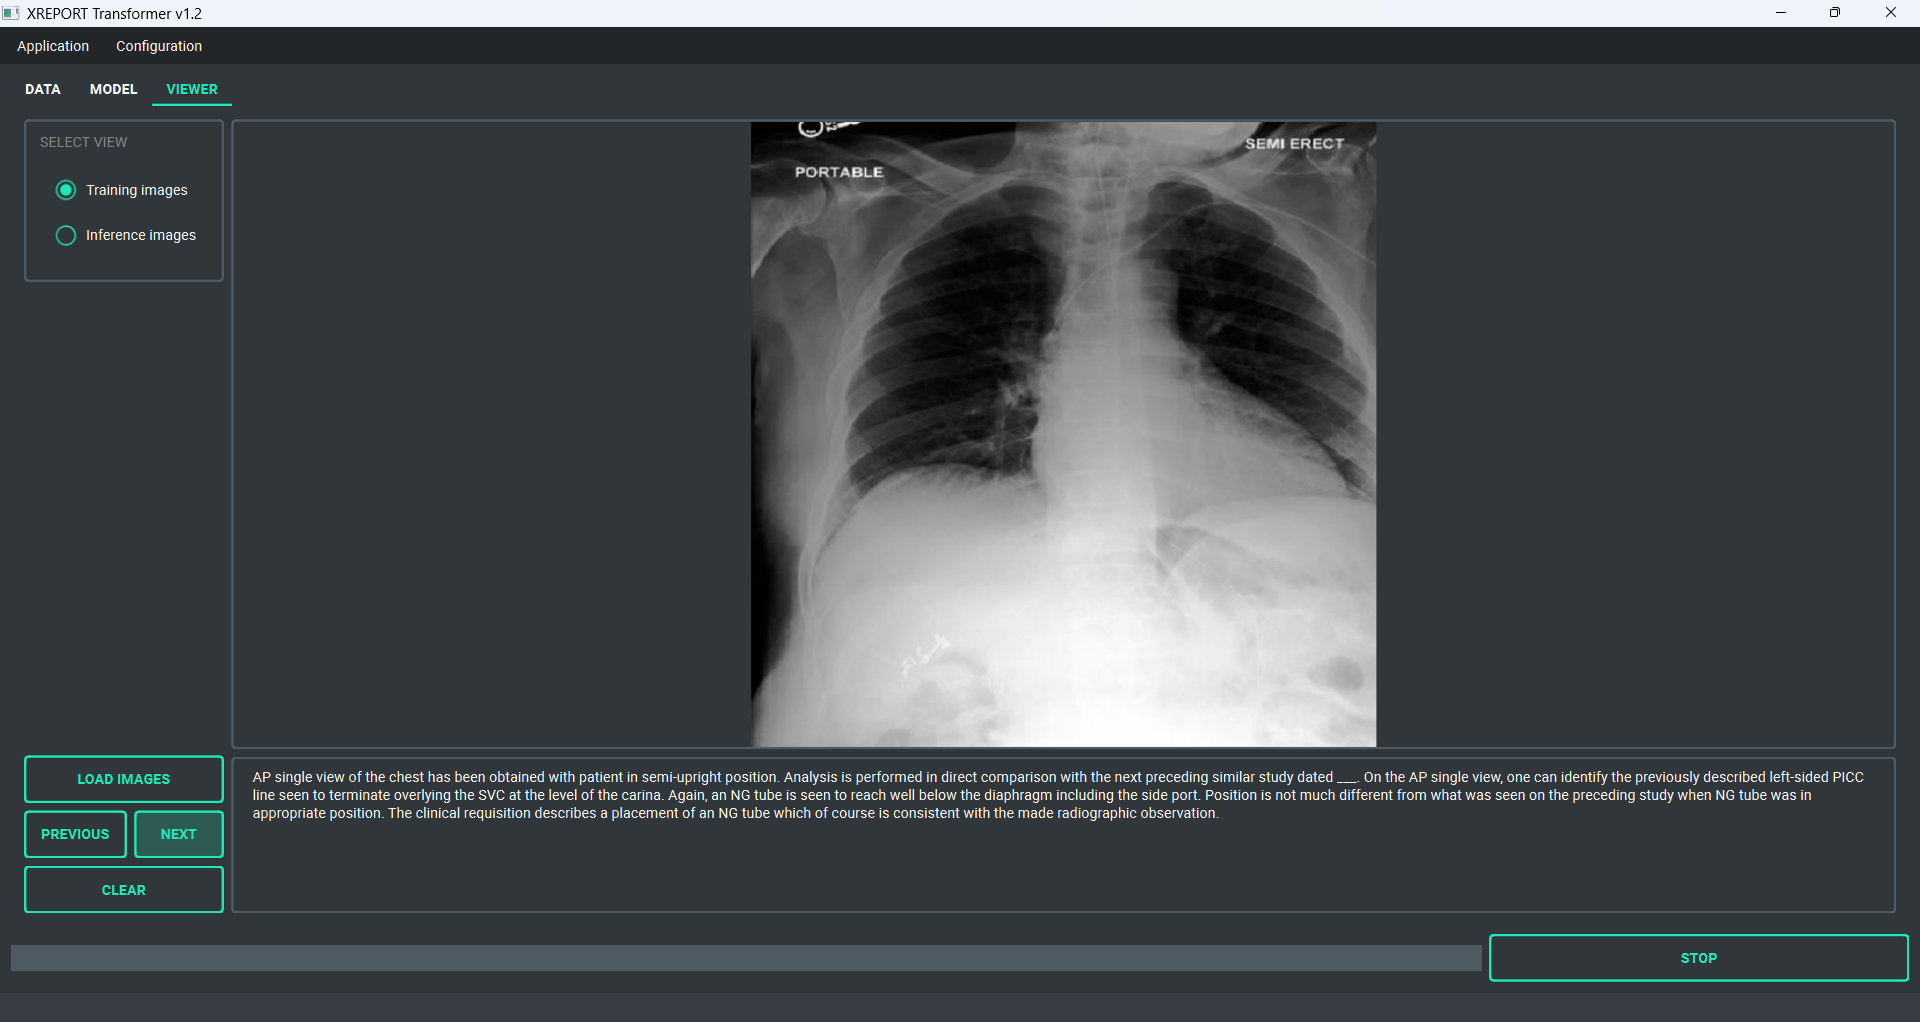 XREPORT Transformer v1.2
Application Configuration
DATA MODEL VIEWER
SELECT VIEW
Training images
Inference images
SEMI ERECT
PORTABLE
LOAD IMAGES
PREVIOUS NEXT
CLEAR
AP single view of the chest has been obtained with patient in semi-upright position. Analysis is performed in direct comparison with the next preceding similar study dated ___. On the AP single view, one can identify the previously described left-sided PICC
line seen to terminate overlying the SVC at the level of the carina. Again, an NG tube is seen to reach well below the diaphragm including the side port. Position is not much different from what was seen on the preceding study when NG tube was in
appropriate position. The clinical requisition describes a placement of an NG tube which of course is consistent with the made radiographic observation.
STOP